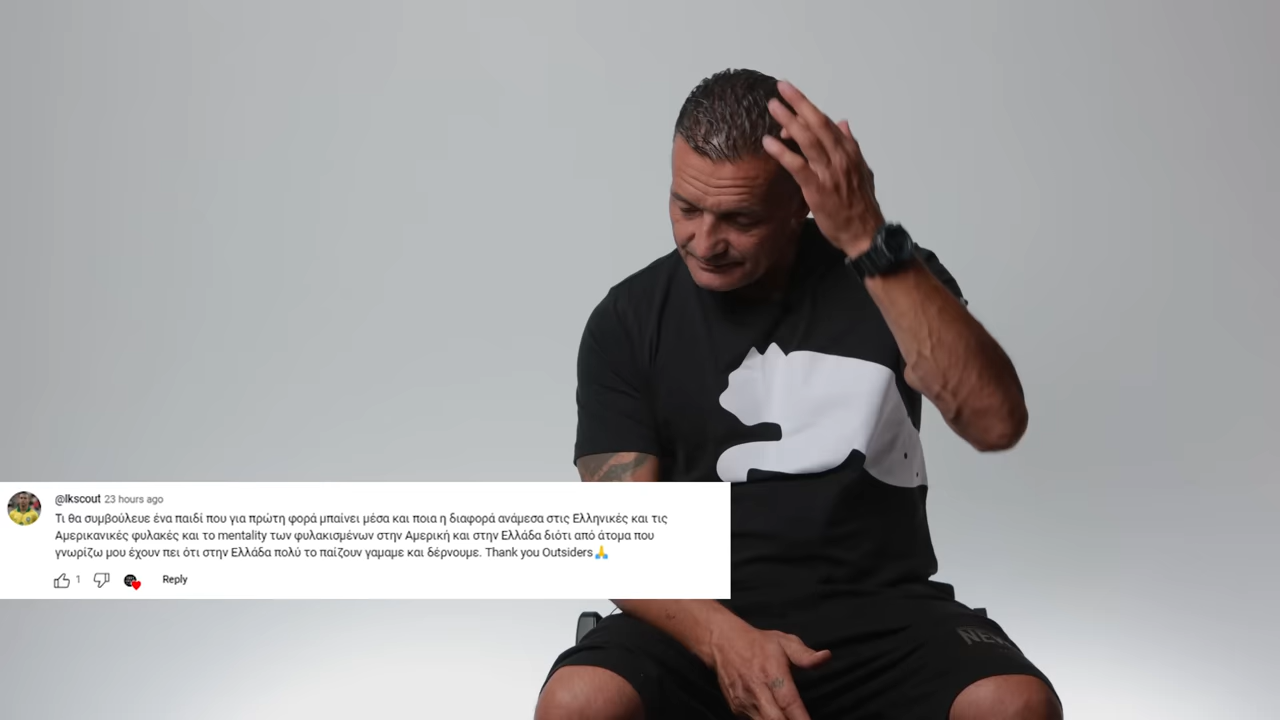 @lkscout 23 hours ago
Τι θα συμβούλευε ένα παιδί που για πρώτη φορά μπαίνει μέσα και ποια η διαφορά ανάμεσα στις Ελληνικές και τις
Αμερικανικές φυλακές και το mentality των φυλακισμένων στην Αμερική και στην Ελλάδα διότι από άτομα που
γνωρίζω μου έχουν πει ότι στην Ελλάδα πολύ το παίζουν γαμαμε και δέρνουμε. Thank you Outsiders🙏
1 Reply